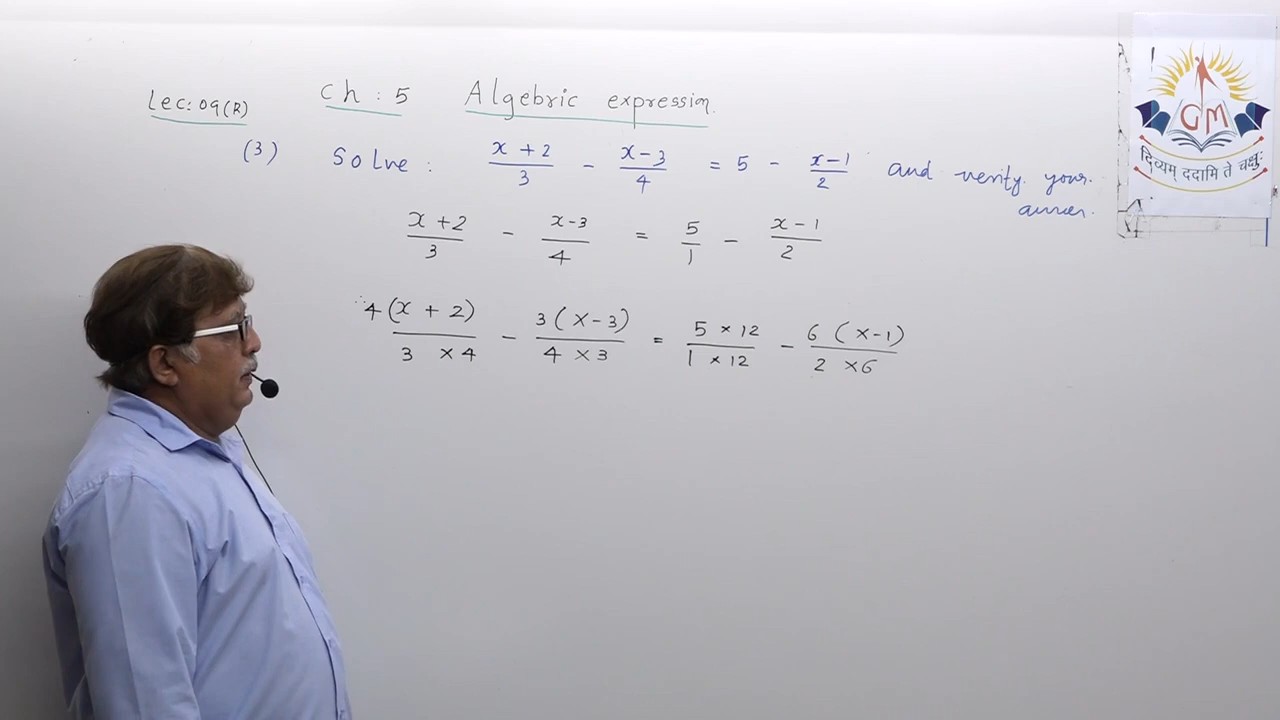 Lec: 09(R) Ch: 5 Algebric expression.
(3) Solve: (x+2)/3 - (x-3)/4 = 5 - (x-1)/2 and verify your
(x+2)/3 - (x-3)/4 = 5/1 - (x-1)/2
∴ 4(x+2)/(3×4) - 3(x-3)/(4×3) = (5×12)/(1×12) - 6(x-1)/(2×6)
GM
दिव्यम् ददामि ते चक्षुः